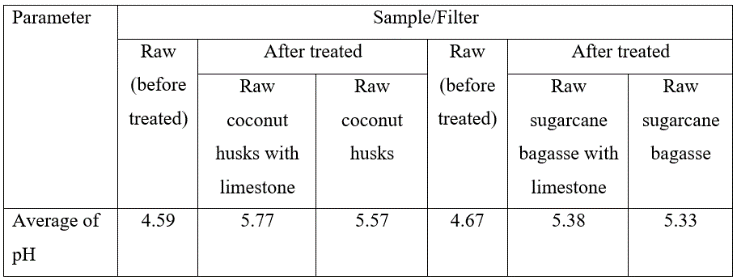 Parameter
Sample/Filter
Raw
(before
treated)
After treated
Raw
(before
treated)
After treated
Raw
coconut
husks with
limestone
Raw
coconut
husks
Raw
sugarcane
bagasse with
limestone
Raw
sugarcane
bagasse
Average of
pH
4.59
5.77
5.57
4.67
5.38
5.33